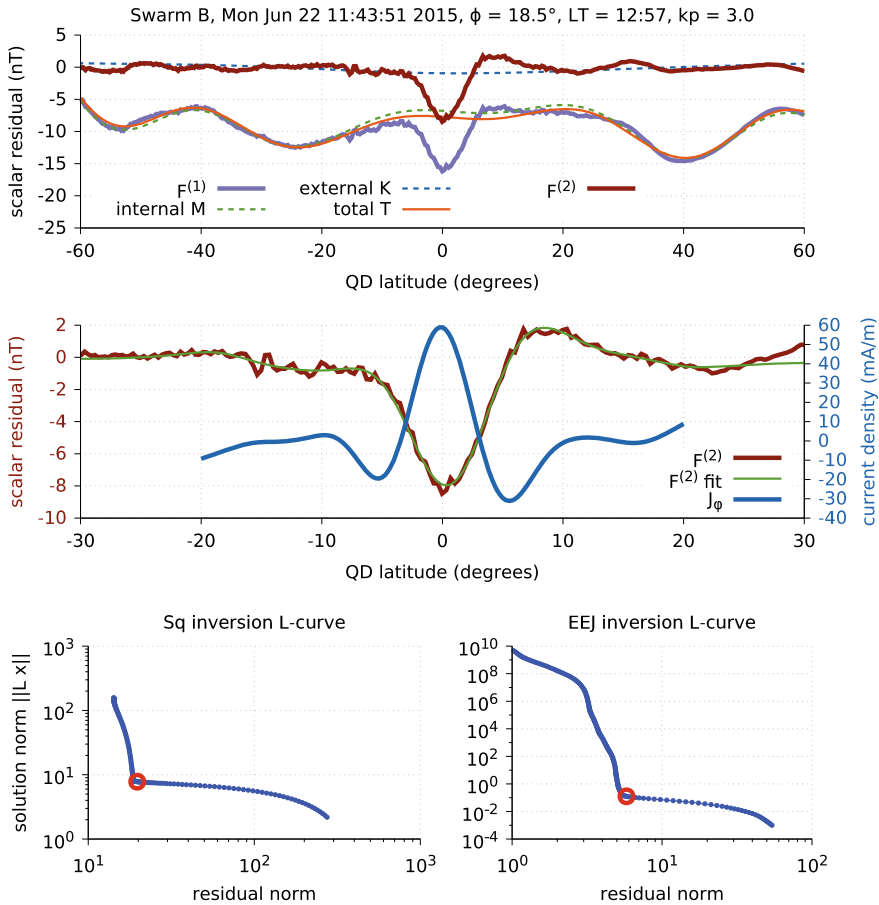 Swarm B, Mon Jun 22 11:43:51 2015, ϕ = 18.5°, LT = 12:57, kp = 3.0
scalar residual (nT)
5
0
-5
-10
-15
-20
-25
F(1) external K F(2)
internal M total T
-60 -40 -20 0 20 40 60
QD latitude (degrees)
scalar residual (nT)
2
0
-2
-4
-6
-8
-10
60
50
40
30
20
10
0
-10
-20
-30
-40
current density (mA/m)
F(2)
F(2) fit
Jφ
-30 -20 -10 0 10 20 30
QD latitude (degrees)
Sq inversion L-curve
solution norm ||L x||
10³
10²
10¹
10⁰
10¹ 10² 10³
residual norm
EEJ inversion L-curve
10¹⁰
10⁸
10⁶
10⁴
10²
10⁰
10⁻²
10⁻⁴
10⁰ 10¹ 10²
residual norm